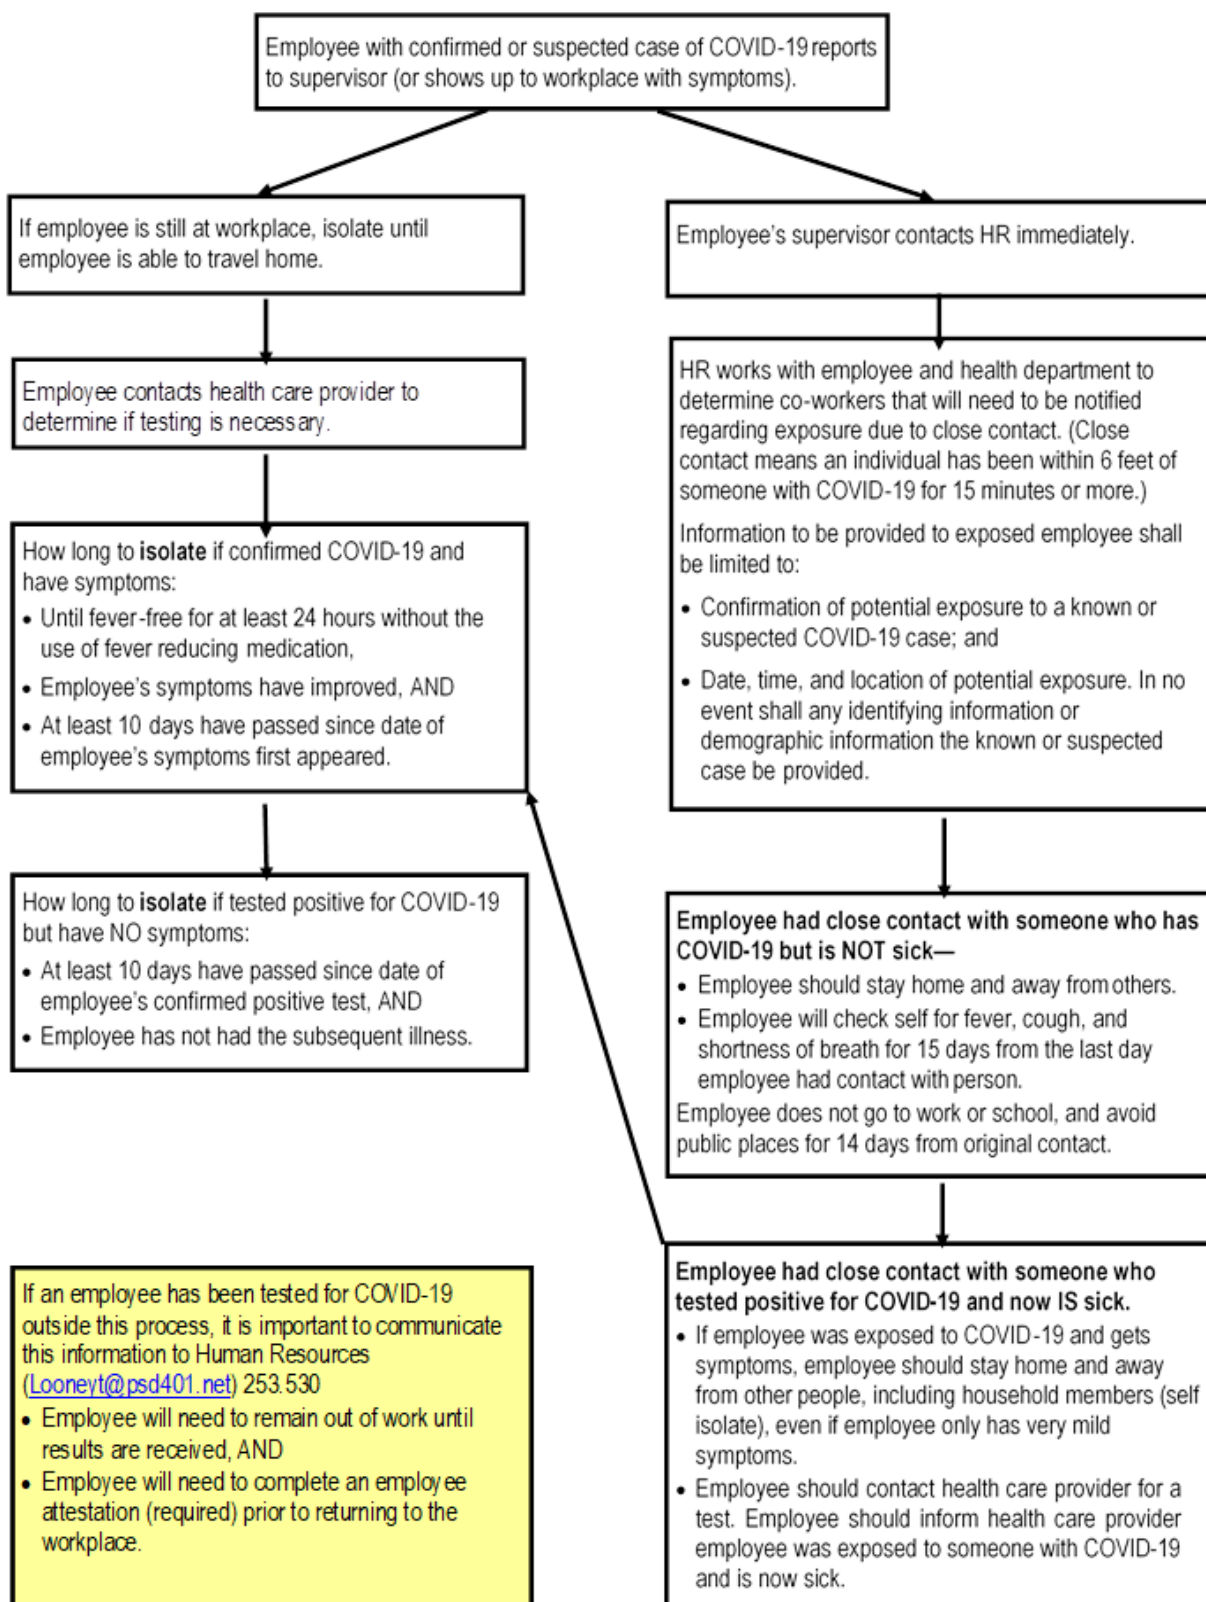 Employee with confirmed or suspected case of COVID-19 reports
to supervisor (or shows up to workplace with symptoms).
If employee is still at workplace, isolate until
employee is able to travel home.
Employee contacts health care provider to
determine if testing is necessary.
How long to isolate if confirmed COVID-19 and
have symptoms:
• Until fever-free for at least 24 hours without the
use of fever reducing medication,
• Employee's symptoms have improved, AND
• At least 10 days have passed since date of
employee's symptoms first appeared.
How long to isolate if tested positive for COVID-19
but have NO symptoms:
• At least 10 days have passed since date of
employee's confirmed positive test, AND
• Employee has not had the subsequent illness.
If an employee has been tested for COVID-19
outside this process, it is important to communicate
this information to Human Resources
(Looneyt@psd401.net) 253.530
• Employee will need to remain out of work until
results are received, AND
• Employee will need to complete an employee
attestation (required) prior to returning to the
workplace.
Employee's supervisor contacts HR immediately.
HR works with employee and health department to
determine co-workers that will need to be notified
regarding exposure due to close contact. (Close
contact means an individual has been within 6 feet of
someone with COVID-19 for 15 minutes or more.)
Information to be provided to exposed employee shall
be limited to:
• Confirmation of potential exposure to a known or
suspected COVID-19 case; and
• Date, time, and location of potential exposure. In no
event shall any identifying information or
demographic information the known or suspected
case be provided.
Employee had close contact with someone who has
COVID-19 but is NOT sick—
• Employee should stay home and away from others.
• Employee will check self for fever, cough, and
shortness of breath for 15 days from the last day
employee had contact with person.
Employee does not go to work or school, and avoid
public places for 14 days from original contact.
Employee had close contact with someone who
tested positive for COVID-19 and now IS sick.
• If employee was exposed to COVID-19 and gets
symptoms, employee should stay home and away
from other people, including household members (self
isolate), even if employee only has very mild
symptoms.
• Employee should contact health care provider for a
test. Employee should inform health care provider
employee was exposed to someone with COVID-19
and is now sick.